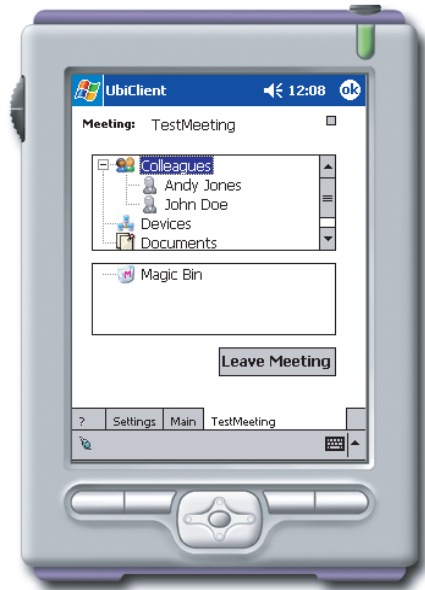 UbiClient 12:08 ok
Meeting: TestMeeting
Colleagues
Andy Jones
John Doe
Devices
Documents
Magic Bin
Leave Meeting
? Settings Main TestMeeting